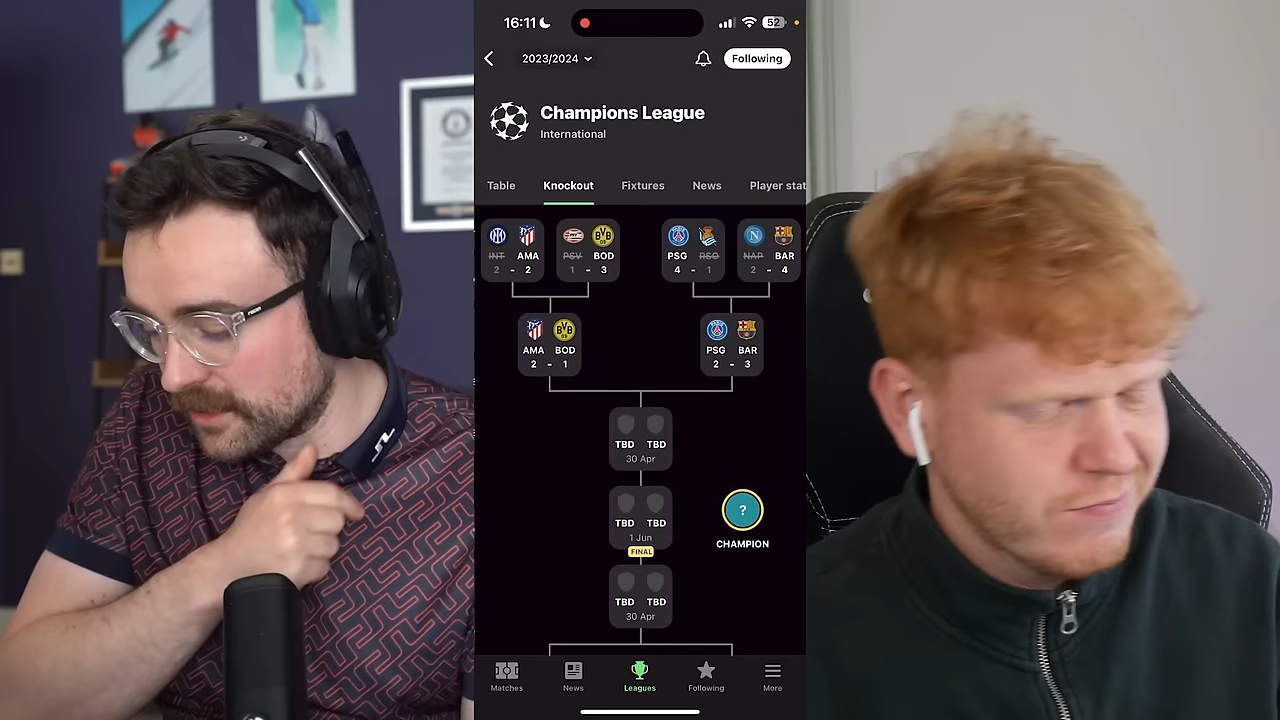 16:11
52
2023/2024
Following
Champions League
International
Table Knockout Fixtures News Player stat
INT AMA PSV BOD PSG RSO NAP BAR
2 - 2 1 - 3 4 - 1 2 - 4
AMA BOD PSG BAR
2 - 1 2 - 3
TBD TBD
30 Apr
TBD TBD
1 Jun
FINAL
?
CHAMPION
TBD TBD
30 Apr
Matches News Leagues Following More